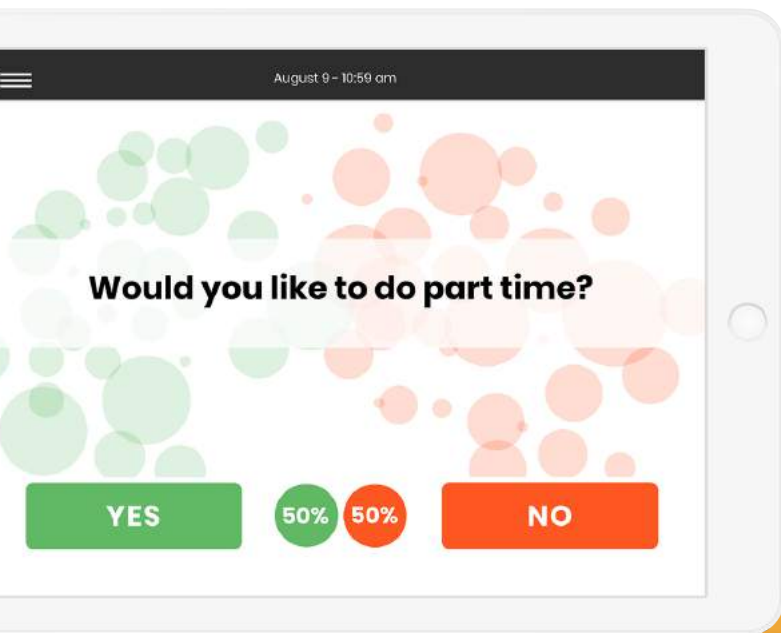 August 9 - 10:59 am
Would you like to do part time?
YES
50%
50%
NO